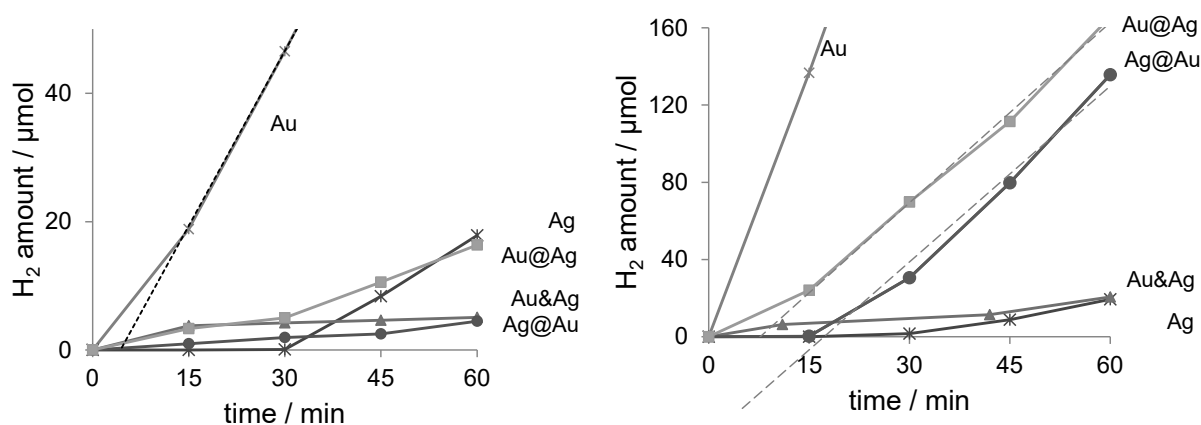 H2 amount / µmol
40
20
0
Au
Ag
Au@Ag
Au&Ag
Ag@Au
0 15 30 45 60
time / min
H2 amount / µmol
160
120
80
40
0
Au
Au@Ag
Ag@Au
Au&Ag
Ag
0 15 30 45 60
time / min